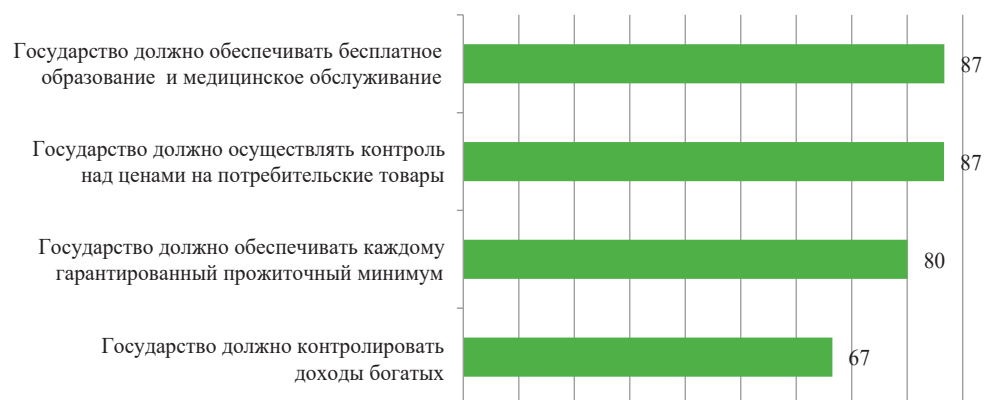 Государство должно обеспечивать бесплатное
образование и медицинское обслуживание
87
Государство должно осуществлять контроль
над ценами на потребительские товары
87
Государство должно обеспечивать каждому
гарантированный прожиточный минимум
80
Государство должно контролировать
доходы богатых
67